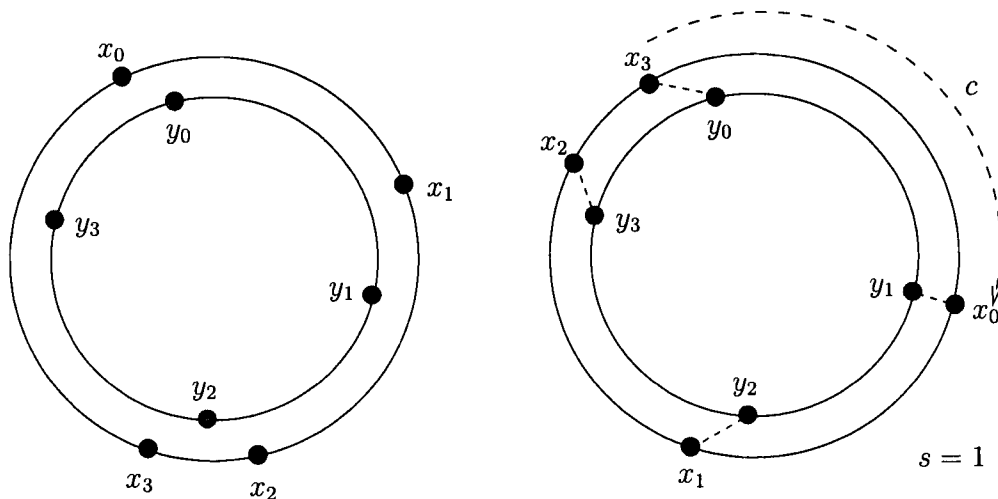 x₀
y₀
x₁
y₃
y₁
y₂
x₃
x₂
x₃
c
y₀
x₂
y₃
y₁
x₀
y₂
x₁
s = 1